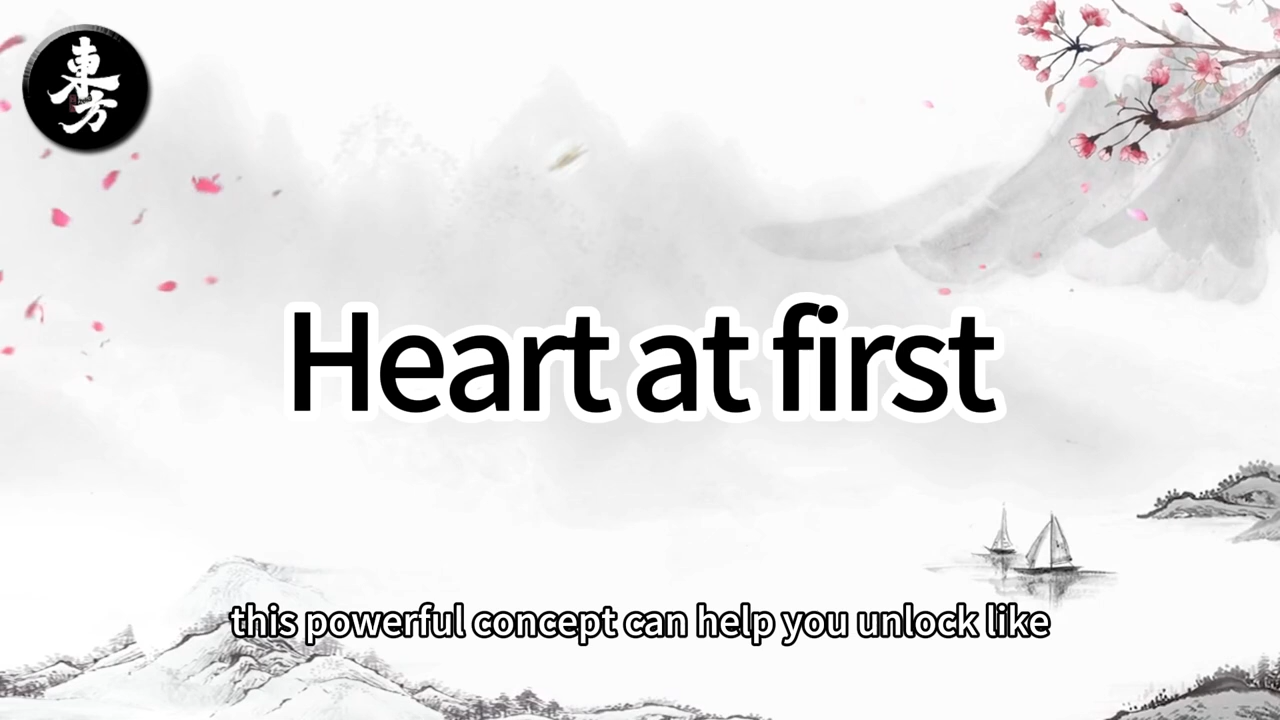 東方
Heart at first
this powerful concept can help you unlock like